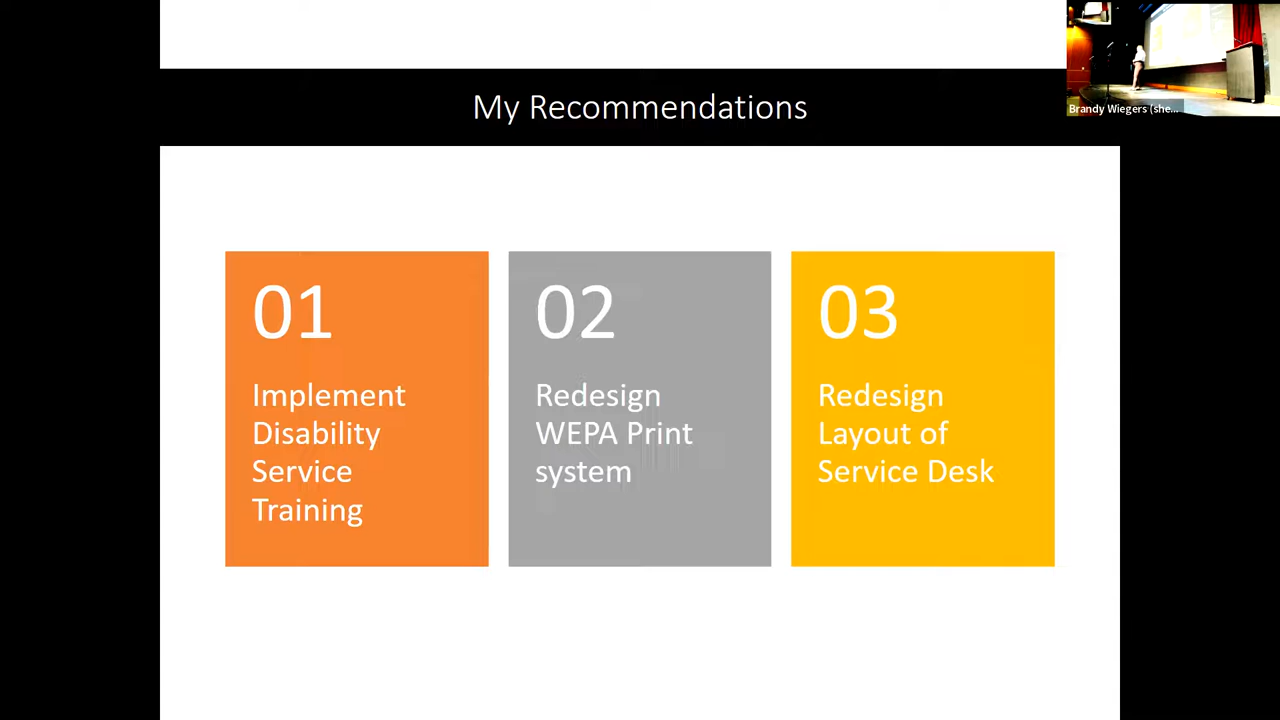 My Recommendations
Brandy Wiegers (she...
01
Implement
Disability
Service
Training
02
Redesign
WEPA Print
system
03
Redesign
Layout of
Service Desk